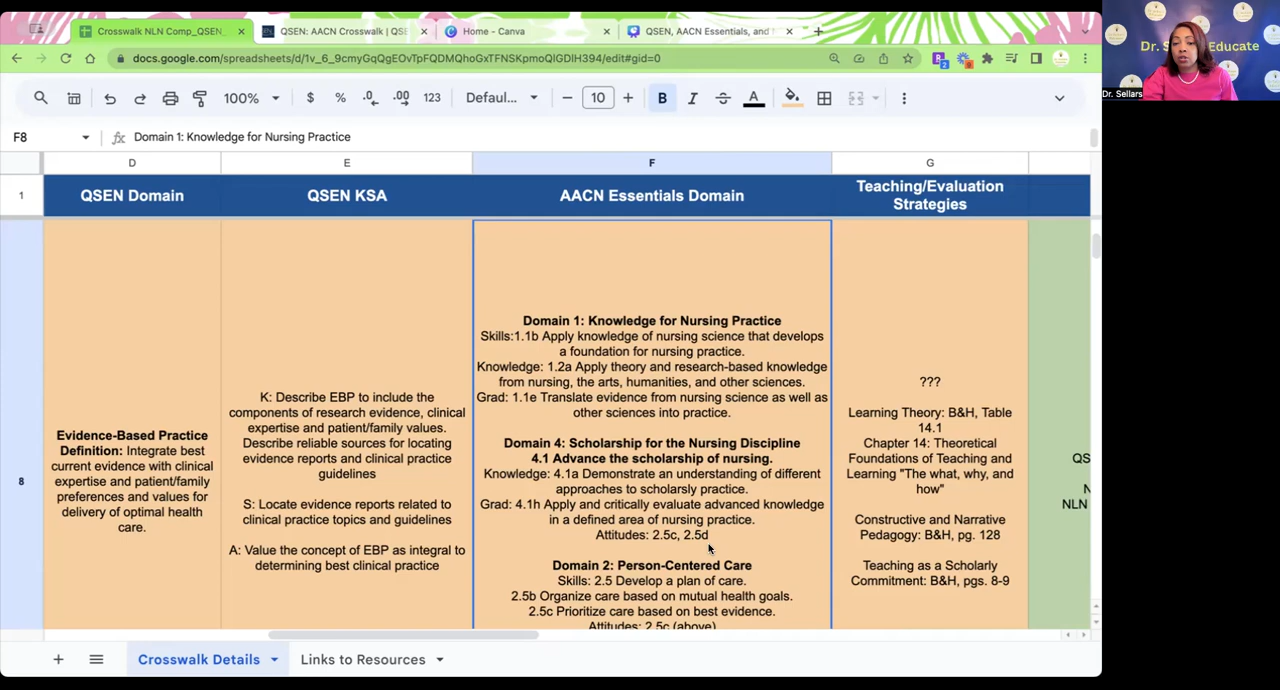 Crosswalk NLN Comp_QSEN_
QSEN: AACN Crosswalk | QSE
Home - Canva
QSEN, AACN Essentials, and
docs.google.com/spreadsheets/d/1v_6_9cmyGqQgEOvTpFQDMQhoGxTFNSKpmoQIGDlH394/edit#gid=0
100%
$
%
.0
.00
123
Defaul...
10
B
I
A
F8
fx
Domain 1: Knowledge for Nursing Practice
D
E
F
G
1
QSEN Domain
QSEN KSA
AACN Essentials Domain
Teaching/Evaluation
Strategies
8
Evidence-Based Practice
Definition: Integrate best
current evidence with clinical
expertise and patient/family
preferences and values for
delivery of optimal health
care.
K: Describe EBP to include the
components of research evidence, clinical
expertise and patient/family values.
Describe reliable sources for locating
evidence reports and clinical practice
guidelines
S: Locate evidence reports related to
clinical practice topics and guidelines
A: Value the concept of EBP as integral to
determining best clinical practice
Domain 1: Knowledge for Nursing Practice
Skills:1.1b Apply knowledge of nursing science that develops
a foundation for nursing practice.
Knowledge: 1.2a Apply theory and research-based knowledge
from nursing, the arts, humanities, and other sciences.
Grad: 1.1e Translate evidence from nursing science as well as
other sciences into practice.
Domain 4: Scholarship for the Nursing Discipline
4.1 Advance the scholarship of nursing.
Knowledge: 4.1a Demonstrate an understanding of different
approaches to scholarsly practice.
Grad: 4.1h Apply and critically evaluate advanced knowledge
in a defined area of nursing practice.
Attitudes: 2.5c, 2.5d
Domain 2: Person-Centered Care
Skills: 2.5 Develop a plan of care.
2.5b Organize care based on mutual health goals.
2.5c Prioritize care based on best evidence.
Attitudes: 2.5c (above)
???
Learning Theory: B&H, Table
14.1
Chapter 14: Theoretical
Foundations of Teaching and
Learning "The what, why, and
how"
Constructive and Narrative
Pedagogy: B&H, pg. 128
Teaching as a Scholarly
Commitment: B&H, pgs. 8-9
QS
N
NLN
Crosswalk Details
Links to Resources
Dr. S
Educate
Dr. Sellars